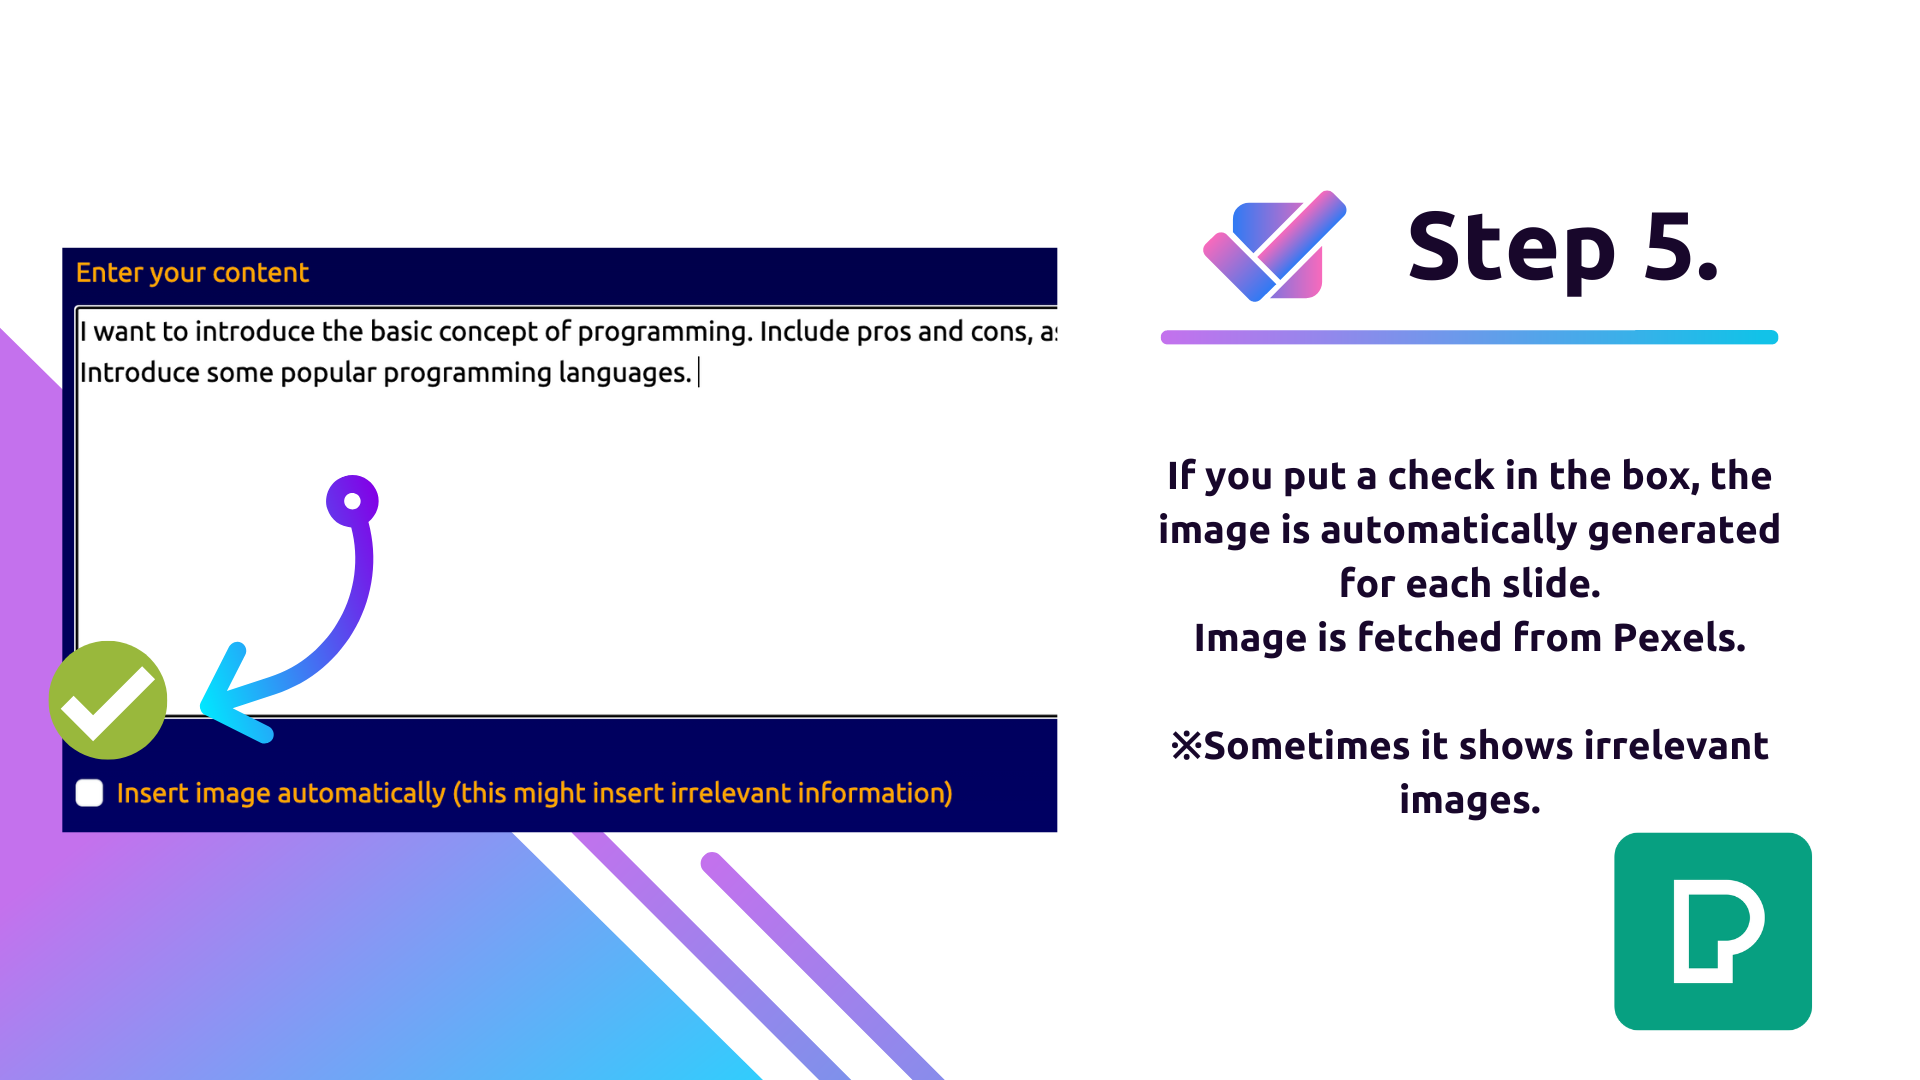 Enter your content
I want to introduce the basic concept of programming. Include pros and cons,
Introduce some popular programming languages.
Insert image automatically (this might insert irrelevant information)
Step 5.
If you put a check in the box, the
image is automatically generated
for each slide.
Image is fetched from Pexels.
※Sometimes it shows irrelevant
images.